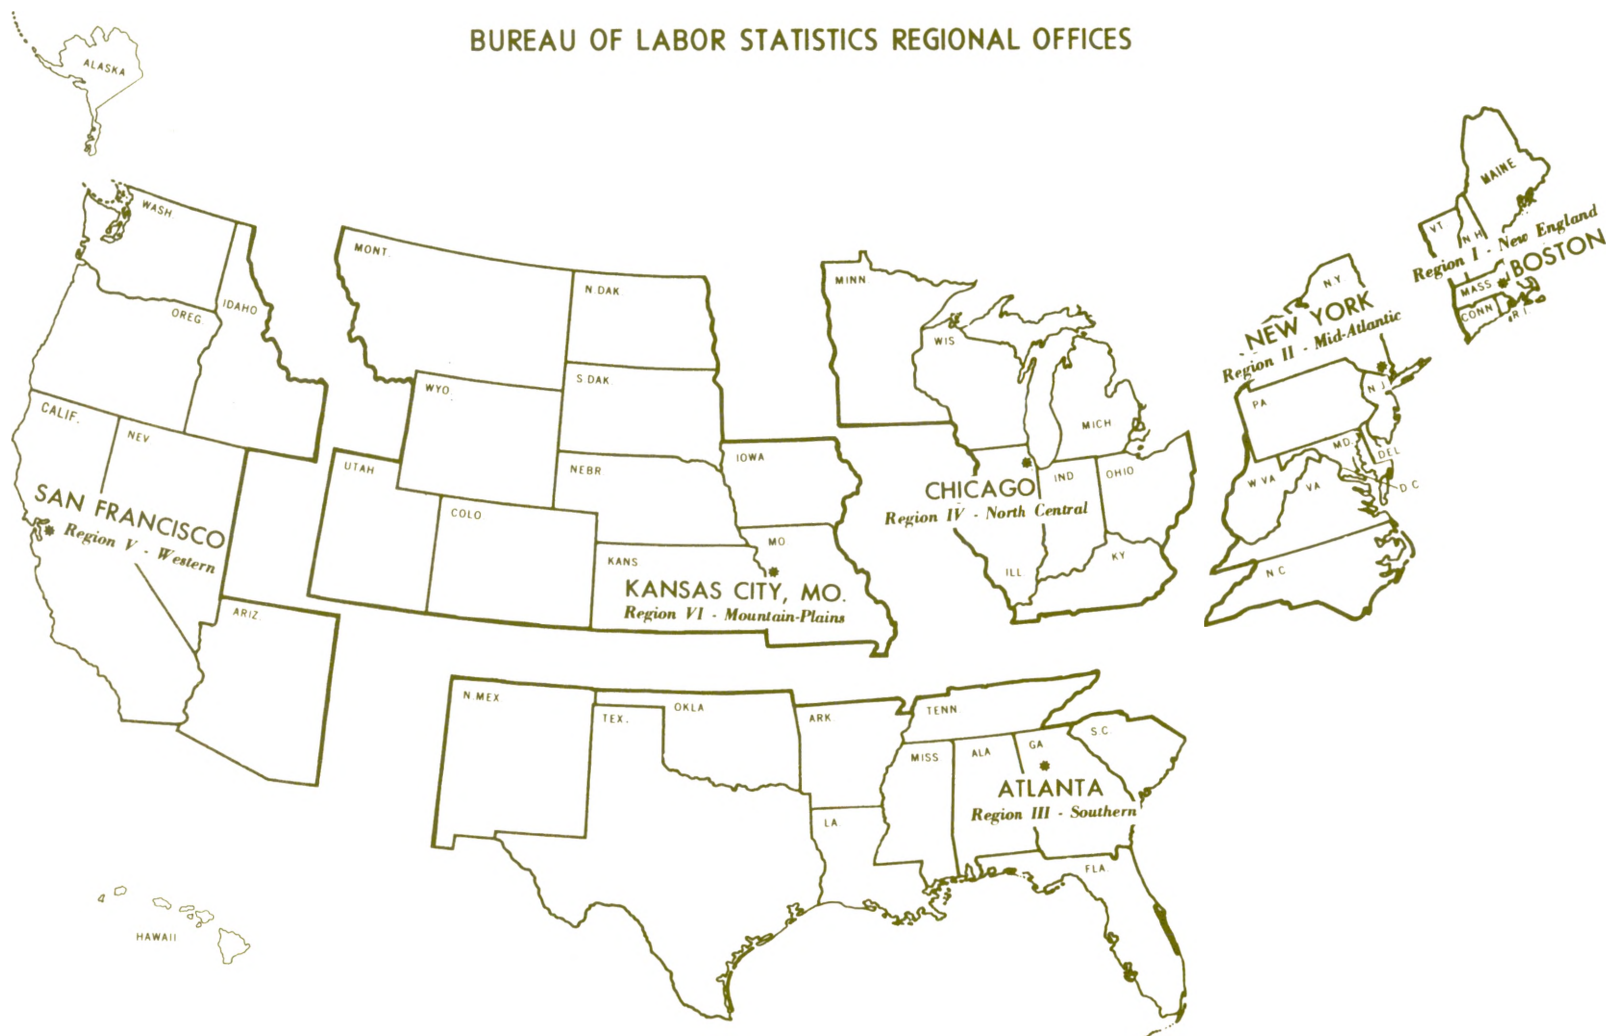 BUREAU OF LABOR STATISTICS REGIONAL OFFICES
ALASKA
WASH.
OREG.
IDAHO
CALIF.
NEV
SAN FRANCISCO
Region V - Western
ARIZ.
HAWAII
MONT.
N.DAK
S.DAK.
WYO.
NEBR
UTAH
COLO
KANS
IOWA
MO
KANSAS CITY, MO.
Region VI - Mountain-Plains
MINN
WIS
MICH
CHICAGO
Region IV - North Central
IND
OHIO
ILL
KY
MAINE
VT
N.H.
Region I - New England
BOSTON
MASS
CONN
R.I.
N.Y.
NEW YORK
Region II - Mid-Atlantic
PA
N.J.
MD.
DEL
D.C
W.VA
VA
N C
N.MEX
TEX.
OKLA
ARK
LA
TENN.
MISS
ALA
GA
S.C.
ATLANTA
Region III - Southern
FLA.